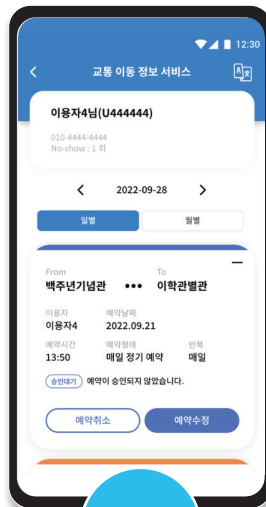 12:30
교통 이동 정보 서비스
이용자4님(U444444)
010-4444-4444
No-show : 1 회
2022-09-28
일별 월별
From To
백주년기념관 ••• 이학관별관
이용자 예약날짜
이용자4 2022.09.21
예약시간 예약형태 반복
13:50 매일 정기 예약 매일
승인대기 예약이 승인되지 않았습니다.
예약취소 예약수정